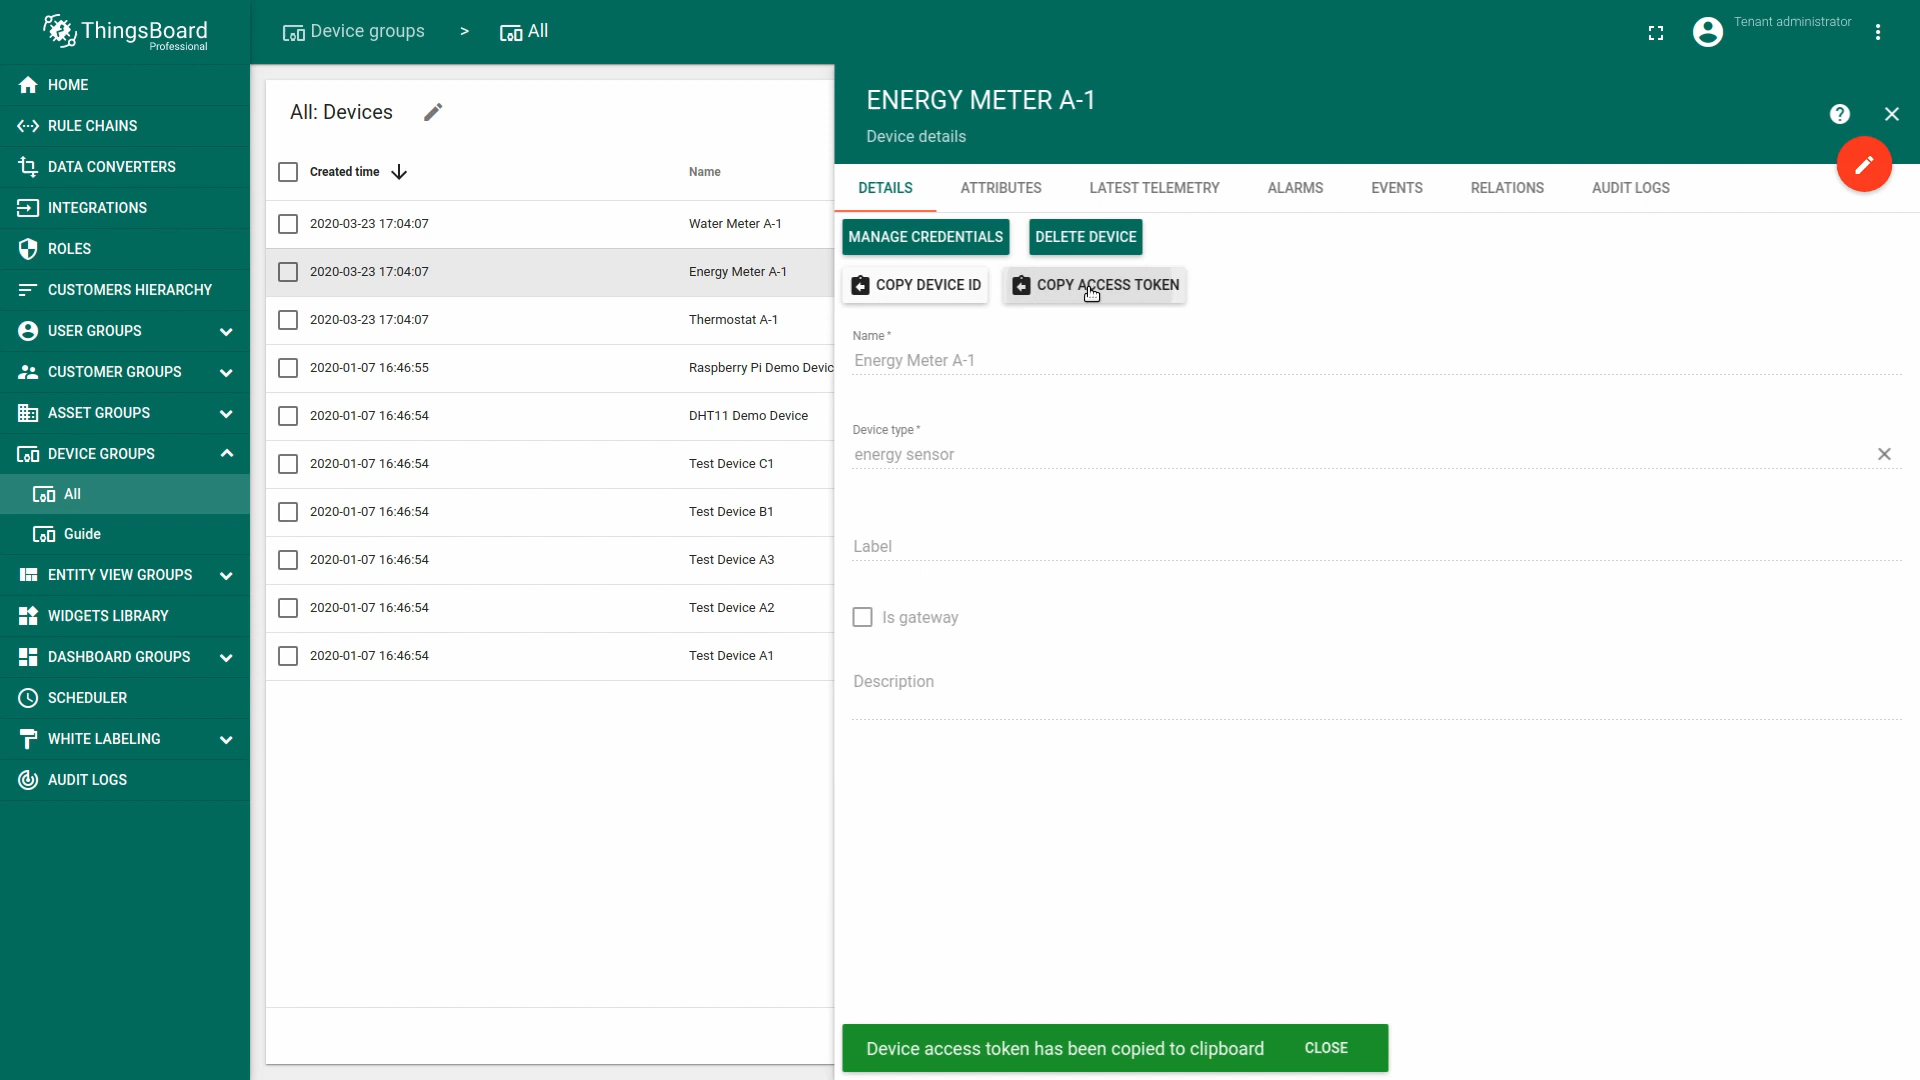 ThingsBoard
Professional
Device groups > All
Tenant administrator
HOME
RULE CHAINS
DATA CONVERTERS
INTEGRATIONS
ROLES
CUSTOMERS HIERARCHY
USER GROUPS
CUSTOMER GROUPS
ASSET GROUPS
DEVICE GROUPS
All
Guide
ENTITY VIEW GROUPS
WIDGETS LIBRARY
DASHBOARD GROUPS
SCHEDULER
WHITE LABELING
AUDIT LOGS
All: Devices
Created time Name
2020-03-23 17:04:07 Water Meter A-1
2020-03-23 17:04:07 Energy Meter A-1
2020-03-23 17:04:07 Thermostat A-1
2020-01-07 16:46:55 Raspberry Pi Demo Devic
2020-01-07 16:46:54 DHT11 Demo Device
2020-01-07 16:46:54 Test Device C1
2020-01-07 16:46:54 Test Device B1
2020-01-07 16:46:54 Test Device A3
2020-01-07 16:46:54 Test Device A2
2020-01-07 16:46:54 Test Device A1
ENERGY METER A-1
Device details
DETAILS ATTRIBUTES LATEST TELEMETRY ALARMS EVENTS RELATIONS AUDIT LOGS
MANAGE CREDENTIALS DELETE DEVICE
COPY DEVICE ID COPY ACCESS TOKEN
Name *
Energy Meter A-1
Device type *
energy sensor
Label
Is gateway
Description
Device access token has been copied to clipboard CLOSE